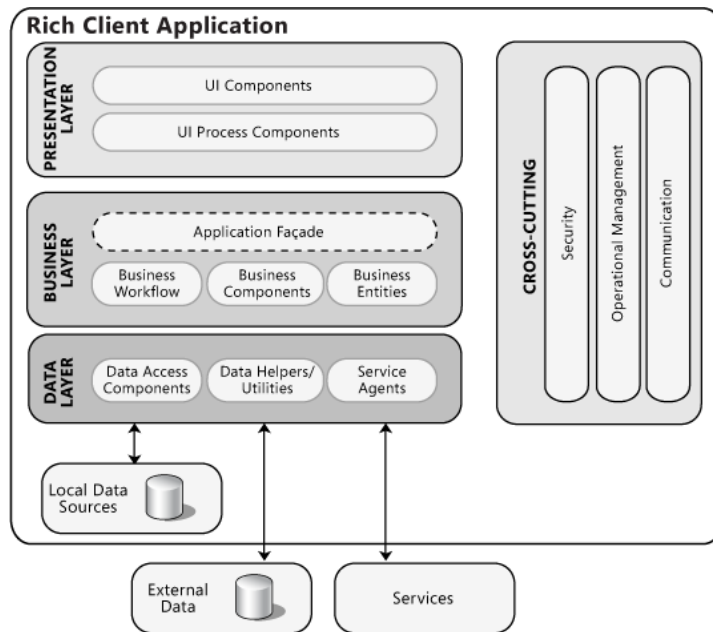 Rich Client Application
PRESENTATION
LAYER
UI Components
UI Process Components
BUSINESS
LAYER
Application Façade
Business
Workflow
Business
Components
Business
Entities
DATA
LAYER
Data Access
Components
Data Helpers/
Utilities
Service
Agents
CROSS-CUTTING
Security
Operational Management
Communication
Local Data
Sources
External
Data
Services